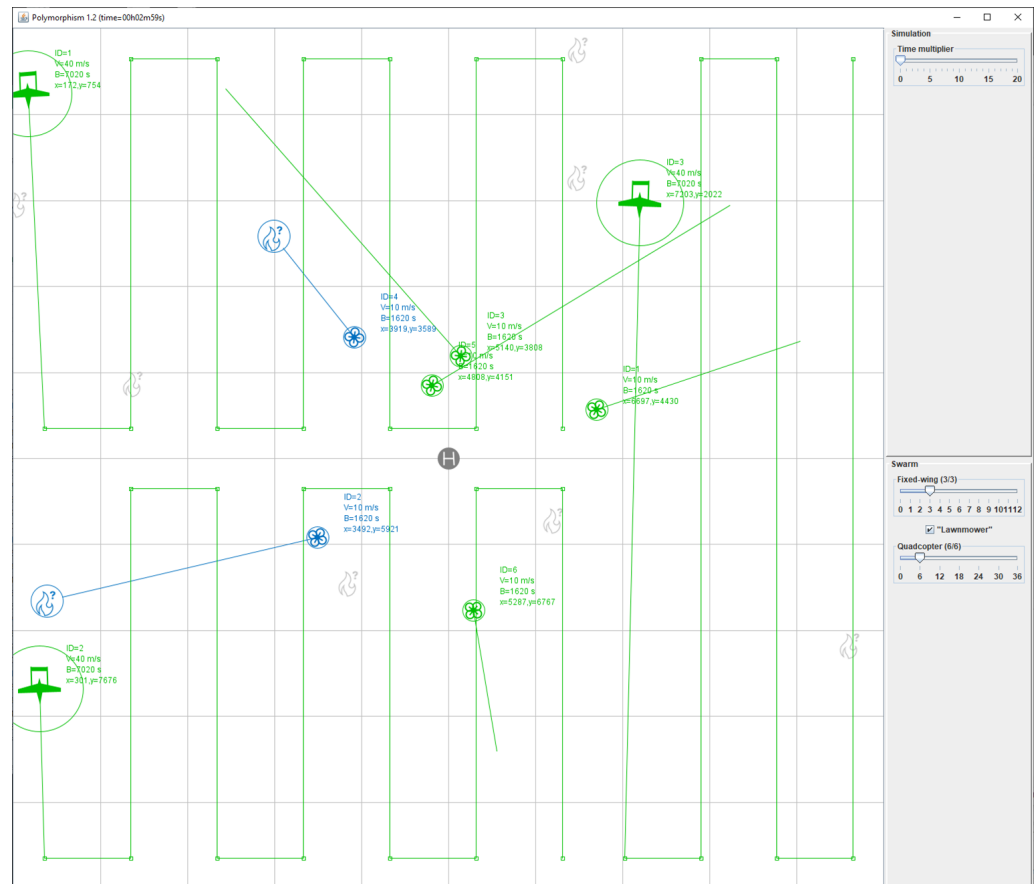 Polymorphism 1.2 (time=00h02m59s)
ID=1
V=40 m/s
B=7020 s
x=172,y=754
ID=3
V=40 m/s
B=7020 s
x=7203,y=2022
?
?
?
?
?
ID=4
V=10 m/s
B=1620 s
x=3919,y=3589
ID=3
V=10 m/s
B=1620 s
x=5140,y=3808
ID=5
m/s
B=1620 s
x=4808,y=4151
ID=1
V=10 m/s
B=1620 s
x=6697,y=4430
?
H
ID=2
V=10 m/s
B=1620 s
x=3492,y=5921
?
?
?
ID=6
V=10 m/s
B=1620 s
x=5287,y=6767
?
ID=2
V=40 m/s
B=7020 s
x=301,y=7676
Simulation
Time multiplier
0 5 10 15 20
Swarm
Fixed-wing (3/3)
0 1 2 3 4 5 6 7 8 9 101112
"Lawnmower"
Quadcopter (6/6)
0 6 12 18 24 30 36